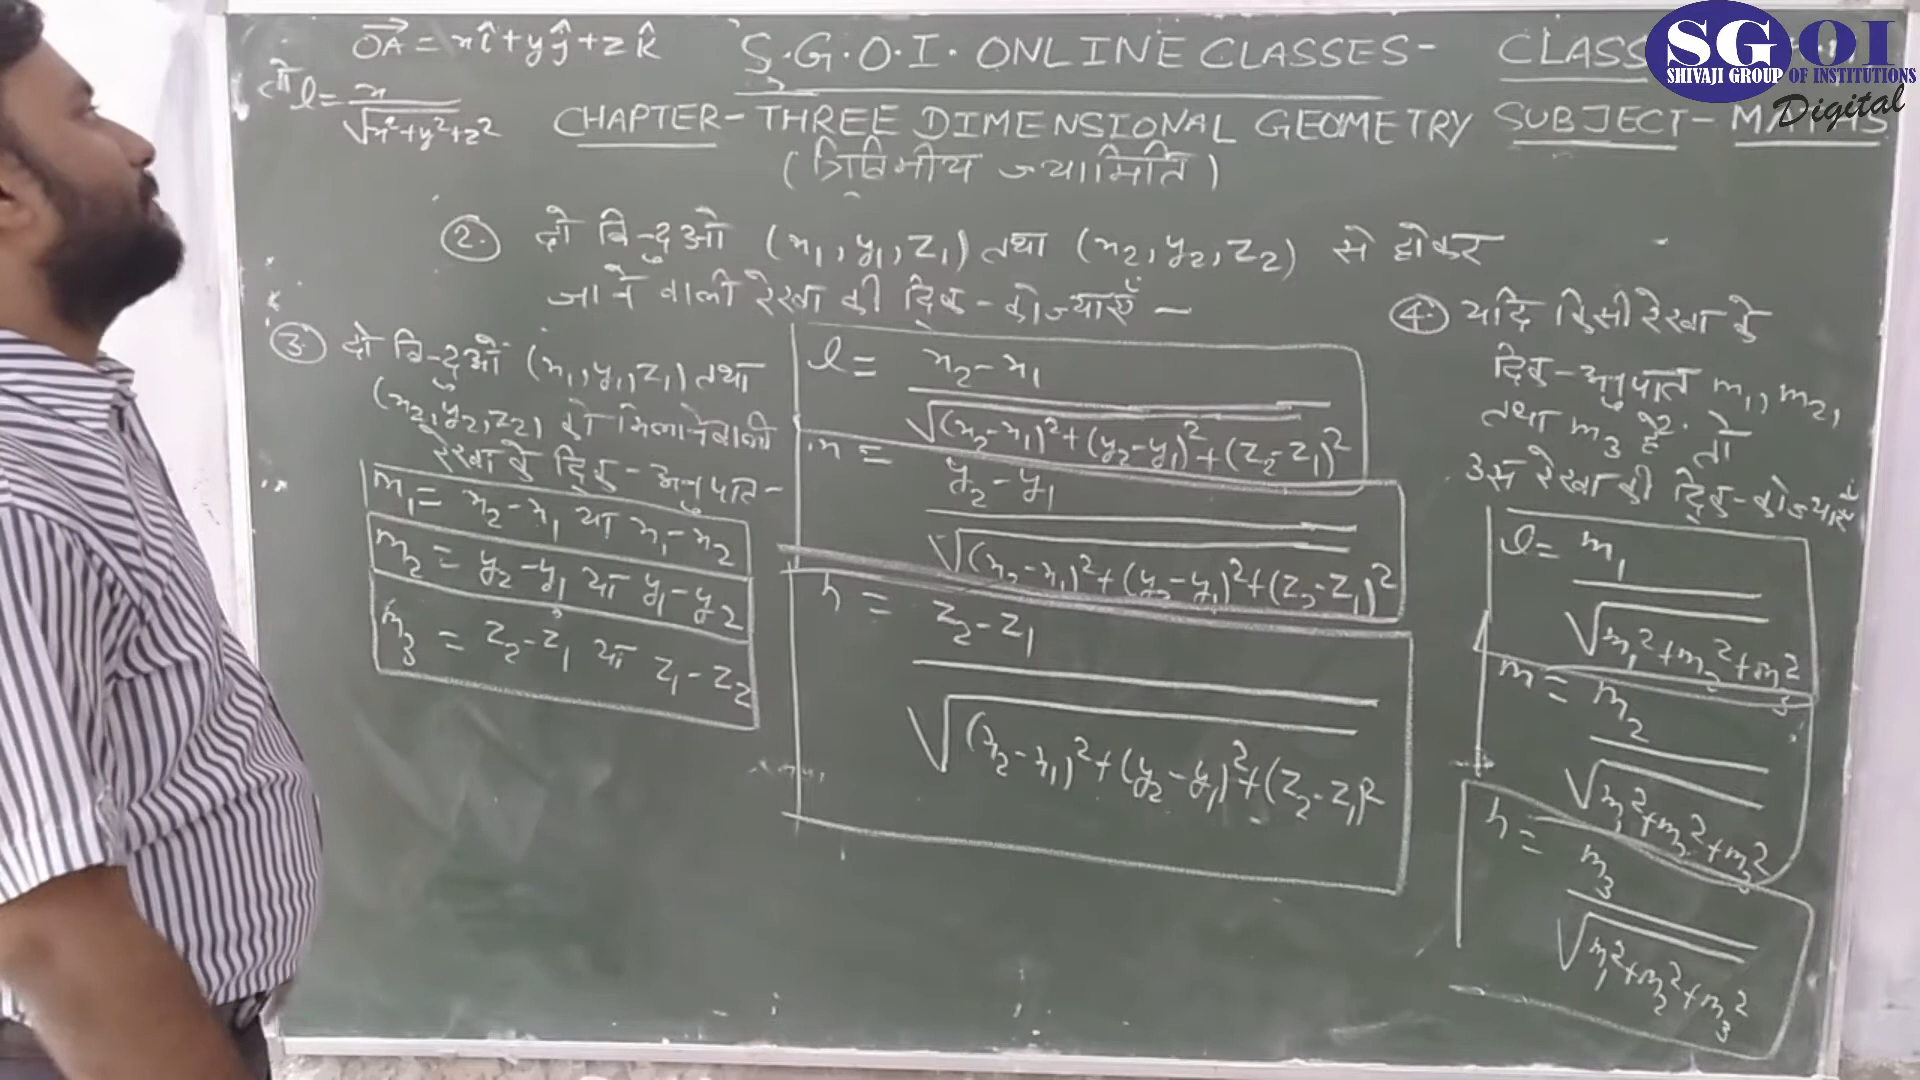 OA = xî+yĵ+zk̂
तो l = x / √x²+y²+z²
S.G.O.I. ONLINE CLASSES- CLASS
SGOI
SHIVAJI GROUP OF INSTITUTIONS
Digital
CHAPTER- THREE DIMENSIONAL GEOMETRY SUBJECT- MATHS
(त्रिविमीय ज्यामिति)
2. दो बिन्दुओ (x₁, y₁, z₁) तथा (x₂, y₂, z₂) से होकर
जाने वाली रेखा की दिक्-कोज्याएँ –
l = x₂-x₁ / √(x₂-x₁)²+(y₂-y₁)²+(z₂-z₁)²
m = y₂-y₁ / √(x₂-x₁)²+(y₂-y₁)²+(z₂-z₁)²
n = z₂-z₁ / √(x₂-x₁)²+(y₂-y₁)²+(z₂-z₁)²
3. दो बिन्दुओं (x₁, y₁, z₁) तथा
(x₂, y₂, z₂) को मिलाने वाली
रेखा के दिक्-अनुपात-
m₁ = x₂-x₁ या x₁-x₂
m₂ = y₂-y₁ या y₁-y₂
m₃ = z₂-z₁ या z₁-z₂
4. यदि किसी रेखा के
दिक्-अनुपात m₁, m₂,
तथा m₃ है. तो
उस रेखा की दिक्-कोज्याएँ
l = m₁ / √m₁²+m₂²+m₃²
m = m₂ / √m₁²+m₂²+m₃²
n = m₃ / √m₁²+m₂²+m₃²